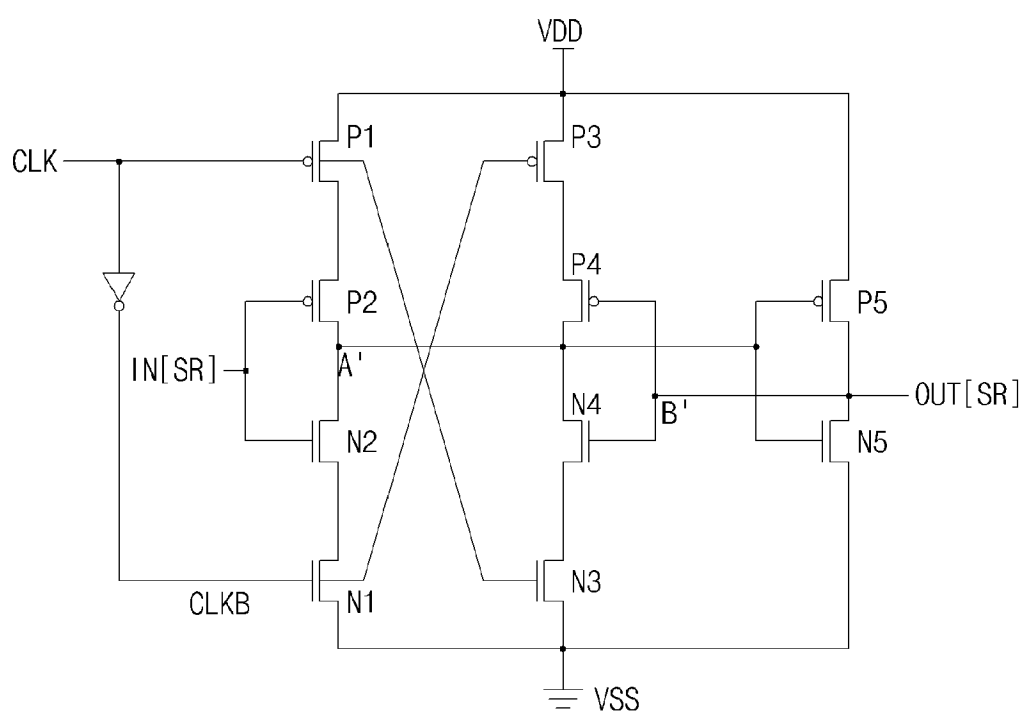 VDD
P1
P3
CLK
P4
P2
P5
IN[SR]
A'
OUT[SR]
B'
N4
N2
N5
N3
CLKB
N1
VSS